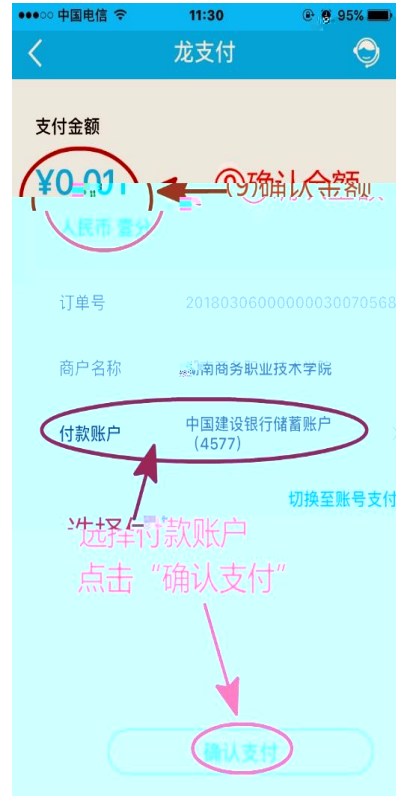 中国电信 11:30 95%
龙支付
支付金额
¥0.01
确认金额
人民币 壹分
订单号 20180306000000030070568
商户名称 湖南商务职业技术学院
付款账户 中国建设银行储蓄账户
(4577)
切换至账号支付
选择付款账户
点击“确认支付”
确认支付